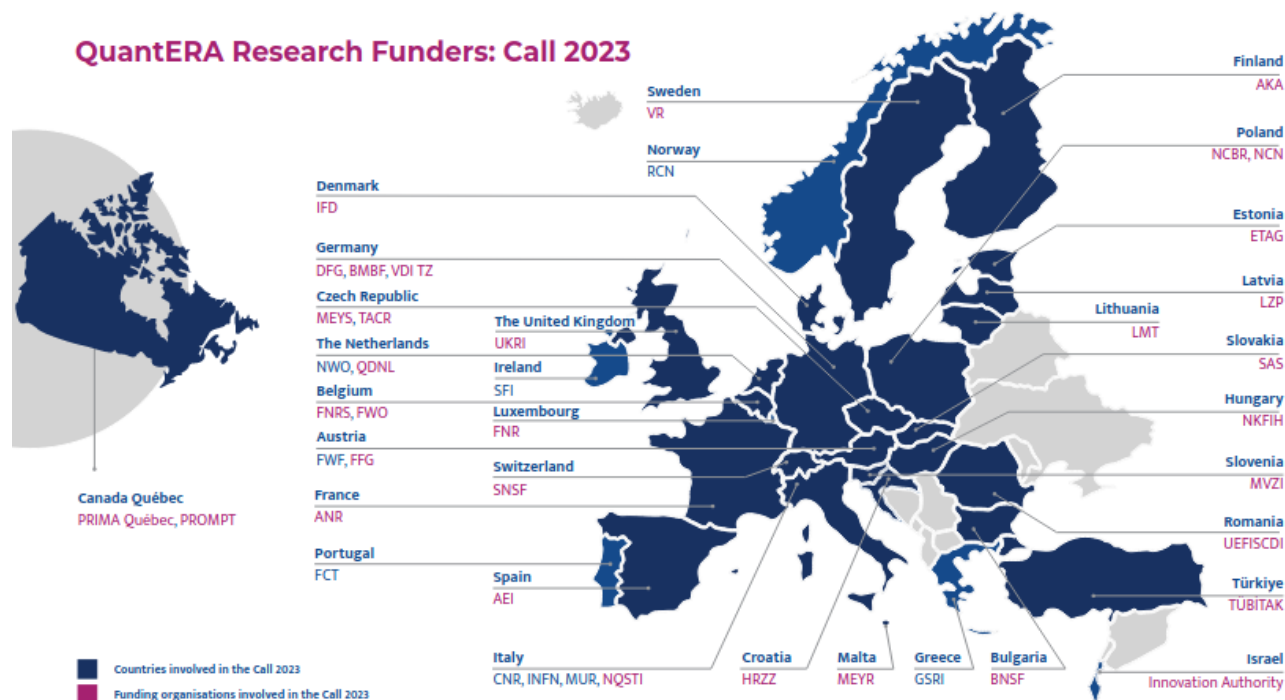 QuantERA Research Funders: Call 2023
Sweden
VR
Norway
RCN
Finland
AKA
Poland
NCBR, NCN
Estonia
ETAG
Latvia
LZP
Lithuania
LMT
Slovakia
SAS
Hungary
NKFIH
Slovenia
MVZI
Romania
UEFISCDI
Türkiye
TÜBİTAK
Israel
Innovation Authority
Denmark
IFD
Germany
DFG, BMBF, VDI TZ
Czech Republic
MEYS, TACR
The Netherlands
NWO, QDNL
Belgium
FNRS, FWO
Austria
FWF, FFG
France
ANR
Portugal
FCT
The United Kingdom
UKRI
Ireland
SFI
Luxembourg
FNR
Switzerland
SNSF
Spain
AEI
Italy
CNR, INFN, MUR, NQSTI
Croatia
HRZZ
Malta
MEYR
Greece
GSRI
Bulgaria
BNSF
Canada Québec
PRIMA Québec, PROMPT
Countries involved in the Call 2023
Funding organisations involved in the Call 2023